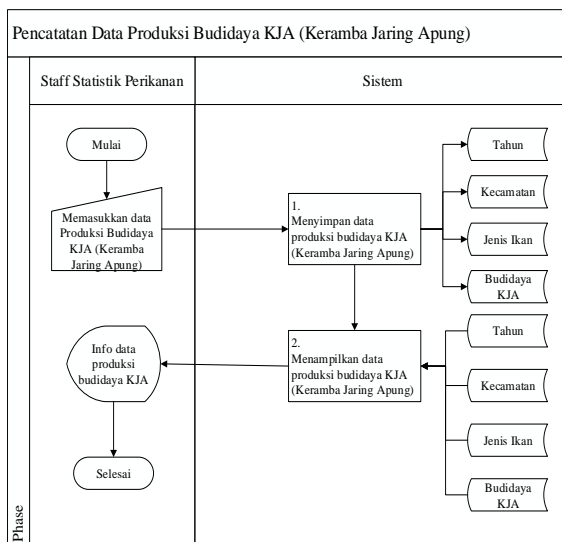 Pencatatan Data Produksi Budidaya KJA (Keramba Jaring Apung)
Staff Statistik Perikanan
Sistem
Mulai
Memasukkan data
Produksi Budidaya
KJA (Keramba
Jaring Apung)
1.
Menyimpan data
produksi budidaya KJA
(Keramba Jaring Apung)
Tahun
Kecamatan
Jenis Ikan
Budidaya
KJA
Info data
produksi
budidaya KJA
2.
Menampilkan data
produksi budidaya KJA
(Keramba Jaring Apung)
Tahun
Kecamatan
Jenis Ikan
Budidaya
KJA
Selesai
Phase